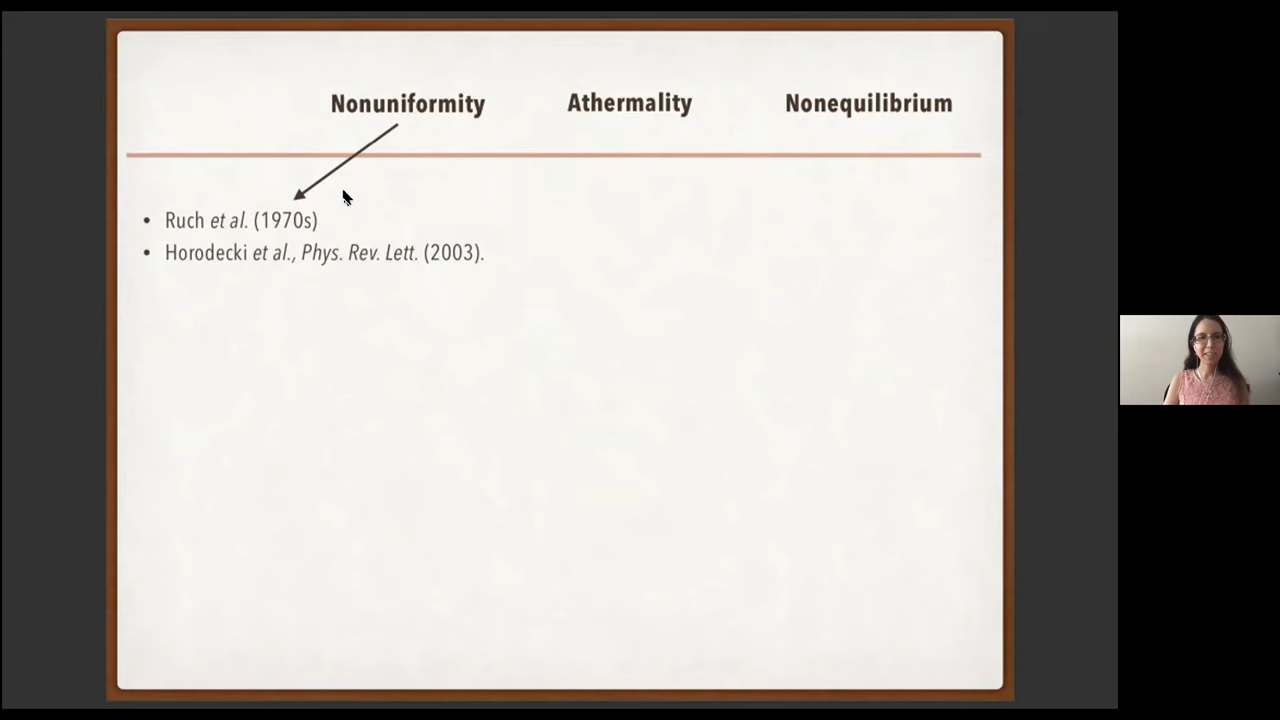 Nonuniformity Athermality Nonequilibrium
• Ruch et al. (1970s)
• Horodecki et al., Phys. Rev. Lett. (2003).